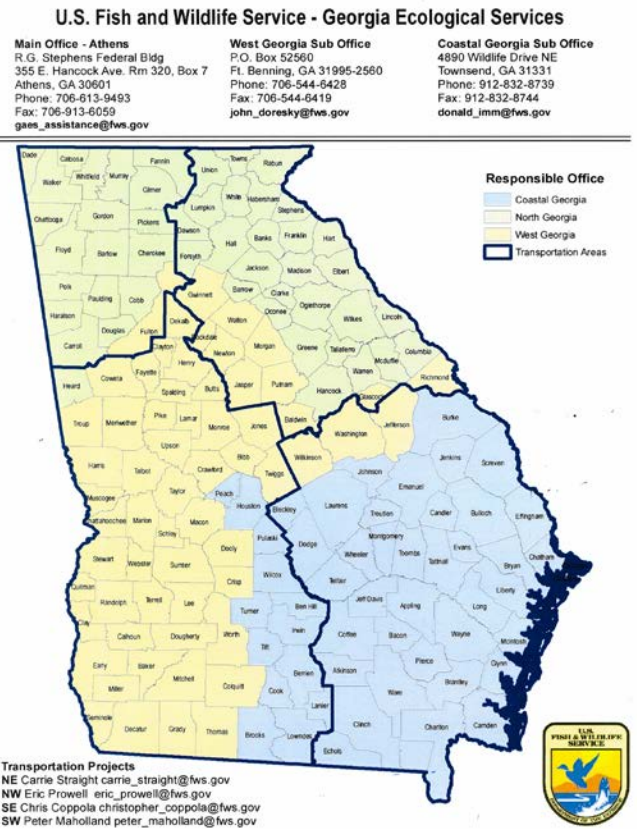 U.S. Fish and Wildlife Service - Georgia Ecological Services
Main Office - Athens
R.G. Stephens Federal Bldg
355 E. Hancock Ave. Rm 320, Box 7
Athens, GA 30601
Phone: 706-613-9493
Fax: 706-913-6059
gaes_assistance@fws.gov
West Georgia Sub Office
P.O. Box 52560
Ft. Benning, GA 31995-2560
Phone: 706-544-6428
Fax: 706-544-6419
john_doresky@fws.gov
Coastal Georgia Sub Office
4890 Wildlife Drive NE
Townsend, GA 31331
Phone: 912-832-8739
Fax: 912-832-8744
donald_imm@fws.gov
Responsible Office
Coastal Georgia
North Georgia
West Georgia
Transportation Areas
Dade
Catoosa
Fannin
Walker
Whitfield
Murray
Gilmer
Union
Towns
Rabun
White
Habersham
Lumpkin
Stephens
Chattooga
Gordon
Pickens
Dawson
Floyd
Bartow
Cherokee
Forsyth
Hall
Banks
Franklin
Hart
Jackson
Madison
Elbert
Polk
Paulding
Cobb
Gwinnett
Barrow
Clarke
Oconee
Oglethorpe
Haralson
Douglas
Fulton
Dekalb
Walton
Wilkes
Lincoln
Carroll
Clayton
Rockdale
Newton
Morgan
Greene
Taliaferro
Mcduffie
Columbia
Warren
Richmond
Heard
Coweta
Fayette
Henry
Spalding
Butts
Jasper
Putnam
Hancock
Glascock
Troup
Meriwether
Pike
Lamar
Monroe
Jones
Baldwin
Washington
Jefferson
Burke
Upson
Wilkinson
Jenkins
Screven
Harris
Talbot
Crawford
Bibb
Twiggs
Johnson
Emanuel
Muscogee
Taylor
Peach
Houston
Bleckley
Laurens
Treutlen
Candler
Bulloch
Effingham
Chattahoochee
Marion
Macon
Schley
Pulaski
Dodge
Montgomery
Wheeler
Toombs
Tattnall
Evans
Bryan
Chatham
Stewart
Webster
Sumter
Dooly
Crisp
Wilcox
Telfair
Liberty
Quitman
Randolph
Terrell
Lee
Turner
Ben Hill
Jeff Davis
Appling
Long
Clay
Calhoun
Dougherty
Worth
Irwin
Coffee
Bacon
Wayne
Mcintosh
Tift
Early
Baker
Mitchell
Berrien
Atkinson
Pierce
Glynn
Miller
Colquitt
Cook
Ware
Brantley
Lanier
Seminole
Decatur
Grady
Thomas
Brooks
Lowndes
Clinch
Charlton
Camden
Echols
U.S.
FISH & WILDLIFE
SERVICE
DEPARTMENT OF THE INTERIOR
Transportation Projects
NE Carrie Straight carrie_straight@fws.gov
NW Eric Prowell eric_prowell@fws.gov
SE Chris Coppola christopher_coppola@fws.gov
SW Peter Maholland peter_maholland@fws.gov